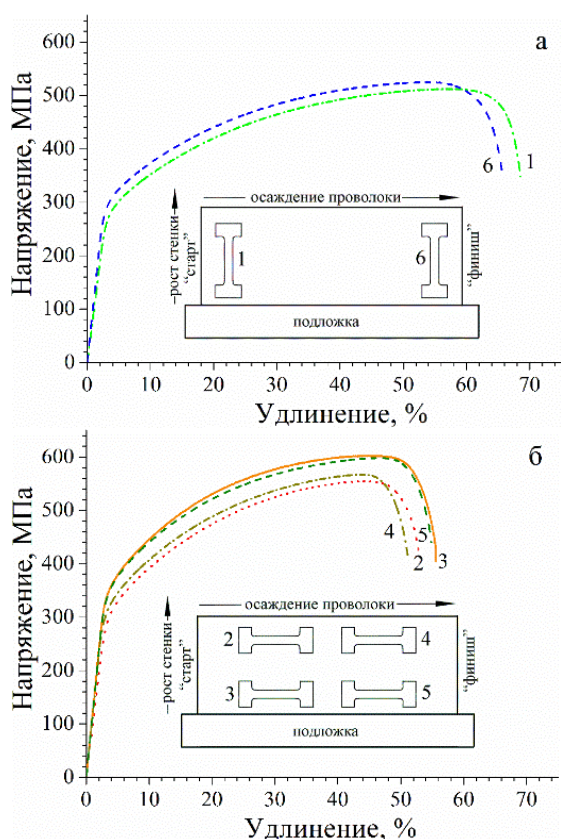 а
600
500
400
300
200
100
0
Напряжение, МПа
6
1
осаждение проволоки
рост стенки
"старт"
1
6
"финиш"
подложка
0 10 20 30 40 50 60 70
Удлинение, %
б
600
500
400
300
200
100
0
Напряжение, МПа
4
5
2
3
осаждение проволоки
рост стенки
"старт"
2
4
3
5
"финиш"
подложка
0 10 20 30 40 50 60 70
Удлинение, %